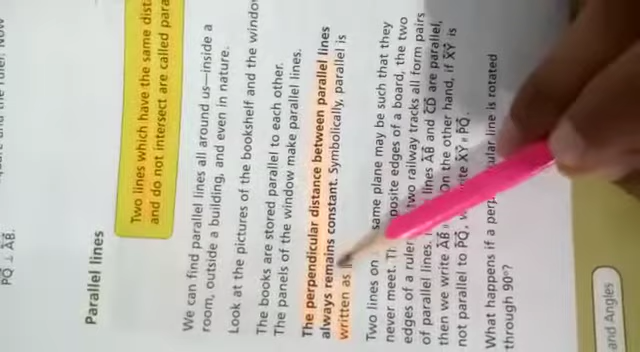 PQ ⊥ AB.
Parallel lines
Two lines which have the same dist
and do not intersect are called para
We can find parallel lines all around us—inside a
room, outside a building, and even in nature.
Look at the pictures of the bookshelf and the window
The books are stored parallel to each other.
The panels of the window make parallel lines.
The perpendicular distance between parallel lines
always remains constant. Symbolically, parallel is
written as
Two lines on same plane may be such that they
never meet. posite edges of a board, the two
edges of a ruler two railway tracks all form pairs
of parallel lines. lines AB and CD are parallel,
then we write AB On the other hand, if XY is
not parallel to PQ, XY PQ.
What happens if a ular line is rotated
through 90°?
and Angles